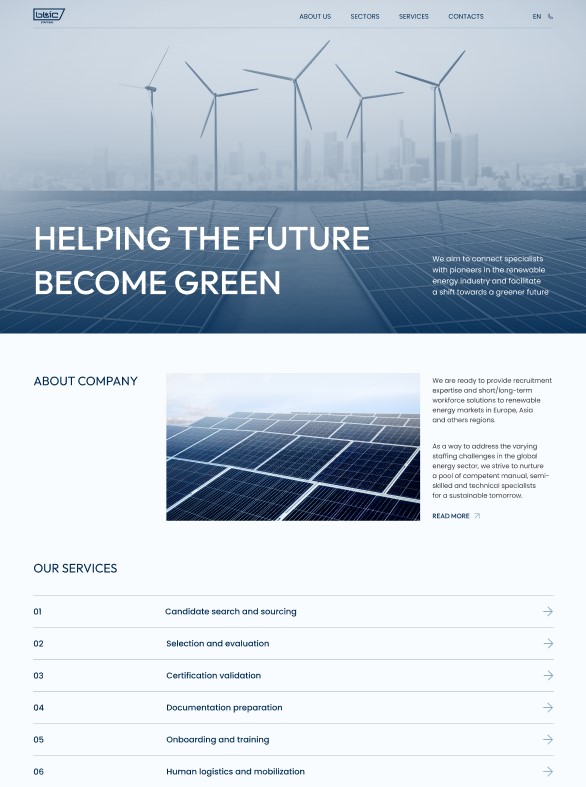 ABOUT US SECTORS SERVICES CONTACTS EN
HELPING THE FUTURE
BECOME GREEN
We aim to connect specialists
with pioneers in the renewable
energy industry and facilitate
a shift towards a greener future
ABOUT COMPANY
We are ready to provide recruitment
expertise and short/long-term
workforce solutions to renewable
energy markets in Europe, Asia
and others regions.
As a way to address the varying
staffing challenges in the global
energy sector, we strive to nurture
a pool of competent manual, semi-
skilled and technical specialists
for a sustainable tomorrow.
READ MORE
OUR SERVICES
01 Candidate search and sourcing
02 Selection and evaluation
03 Certification validation
04 Documentation preparation
05 Onboarding and training
06 Human logistics and mobilization